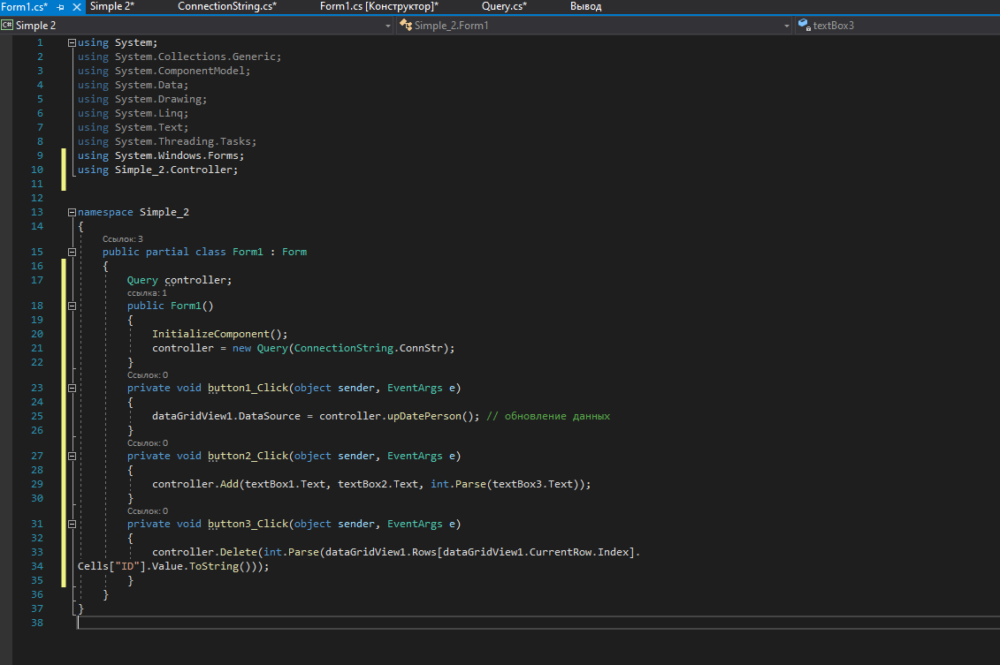 Form1.cs* Simple 2* ConnectionString.cs* Form1.cs [Конструктор]* Query.cs* Вывод
C# Simple 2 Simple_2.Form1 textBox3
1 using System;
2 using System.Collections.Generic;
3 using System.ComponentModel;
4 using System.Data;
5 using System.Drawing;
6 using System.Linq;
7 using System.Text;
8 using System.Threading.Tasks;
9 using System.Windows.Forms;
10 using Simple_2.Controller;
11
12
13 namespace Simple_2
14 {
Ссылок: 3
15 public partial class Form1 : Form
16 {
17 Query controller;
ссылка: 1
18 public Form1()
19 {
20 InitializeComponent();
21 controller = new Query(ConnectionString.ConnStr);
22 }
Ссылок: 0
23 private void button1_Click(object sender, EventArgs e)
24 {
25 dataGridView1.DataSource = controller.upDatePerson(); // обновление данных
26 }
Ссылок: 0
27 private void button2_Click(object sender, EventArgs e)
28 {
29 controller.Add(textBox1.Text, textBox2.Text, int.Parse(textBox3.Text));
30 }
Ссылок: 0
31 private void button3_Click(object sender, EventArgs e)
32 {
33 controller.Delete(int.Parse(dataGridView1.Rows[dataGridView1.CurrentRow.Index].
34 Cells["ID"].Value.ToString()));
35 }
36 }
37 }
38